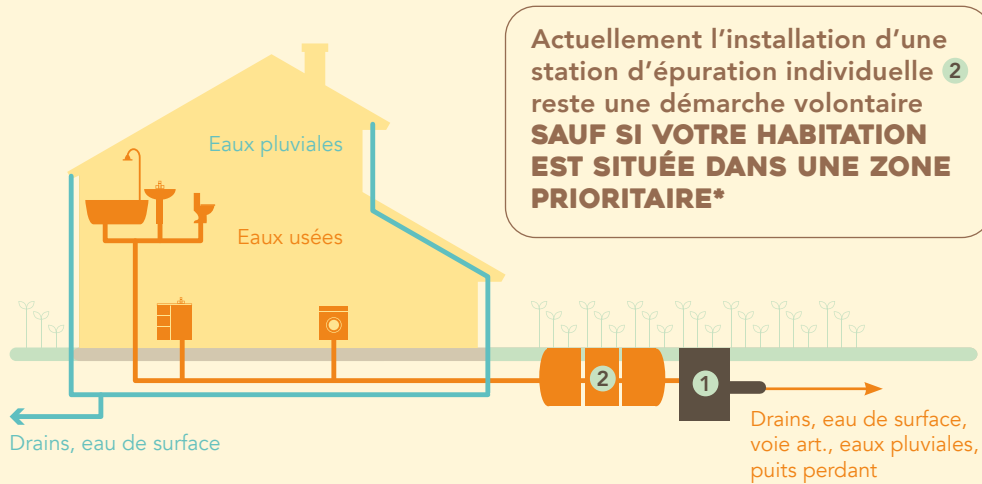 Actuellement l’installation d’une
station d’épuration individuelle 2
reste une démarche volontaire
SAUF SI VOTRE HABITATION
EST SITUÉE DANS UNE ZONE
PRIORITAIRE*
Eaux pluviales
Eaux usées
2
1
Drains, eau de surface
Drains, eau de surface,
voie art., eaux pluviales,
puits perdant